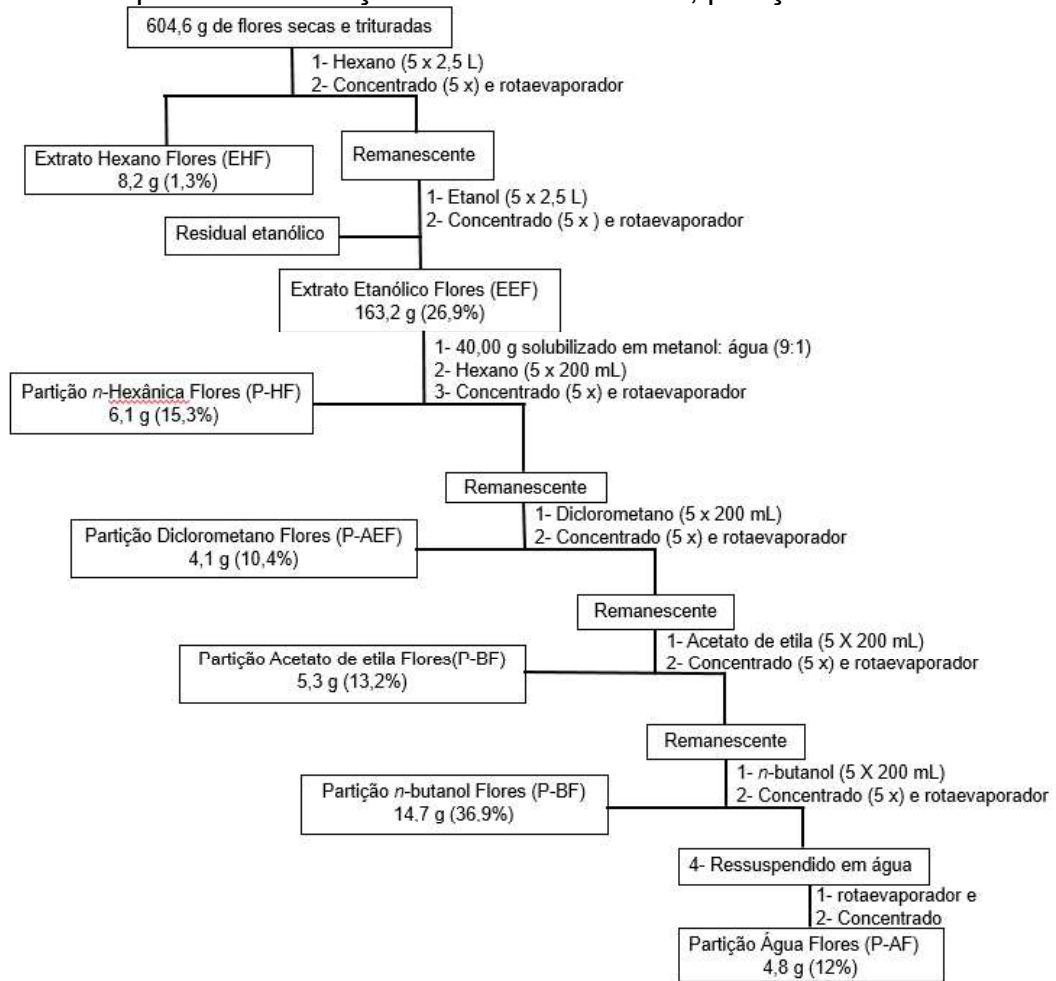 604,6 g de flores secas e trituradas
1- Hexano (5 x 2,5 L)
2- Concentrado (5 x) e rotaevaporador
Extrato Hexano Flores (EHF)
8,2 g (1,3%)
Remanescente
1- Etanol (5 x 2,5 L)
2- Concentrado (5 x ) e rotaevaporador
Residual etanólico
Extrato Etanólico Flores (EEF)
163,2 g (26,9%)
1- 40,00 g solubilizado em metanol: água (9:1)
2- Hexano (5 x 200 mL)
3- Concentrado (5 x) e rotaevaporador
Partição n-Hexânica Flores (P-HF)
6,1 g (15,3%)
Remanescente
1- Diclorometano (5 x 200 mL)
2- Concentrado (5 x) e rotaevaporador
Partição Diclorometano Flores (P-AEF)
4,1 g (10,4%)
Remanescente
1- Acetato de etila (5 X 200 mL)
2- Concentrado (5 x) e rotaevaporador
Partição Acetato de etila Flores(P-BF)
5,3 g (13,2%)
Remanescente
1- n-butanol (5 X 200 mL)
2- Concentrado (5 x) e rotaevaporador
Partição n-butanol Flores (P-BF)
14,7 g (36,9%)
4- Ressuspendido em água
1- rotaevaporador e
2- Concentrado
Partição Água Flores (P-AF)
4,8 g (12%)